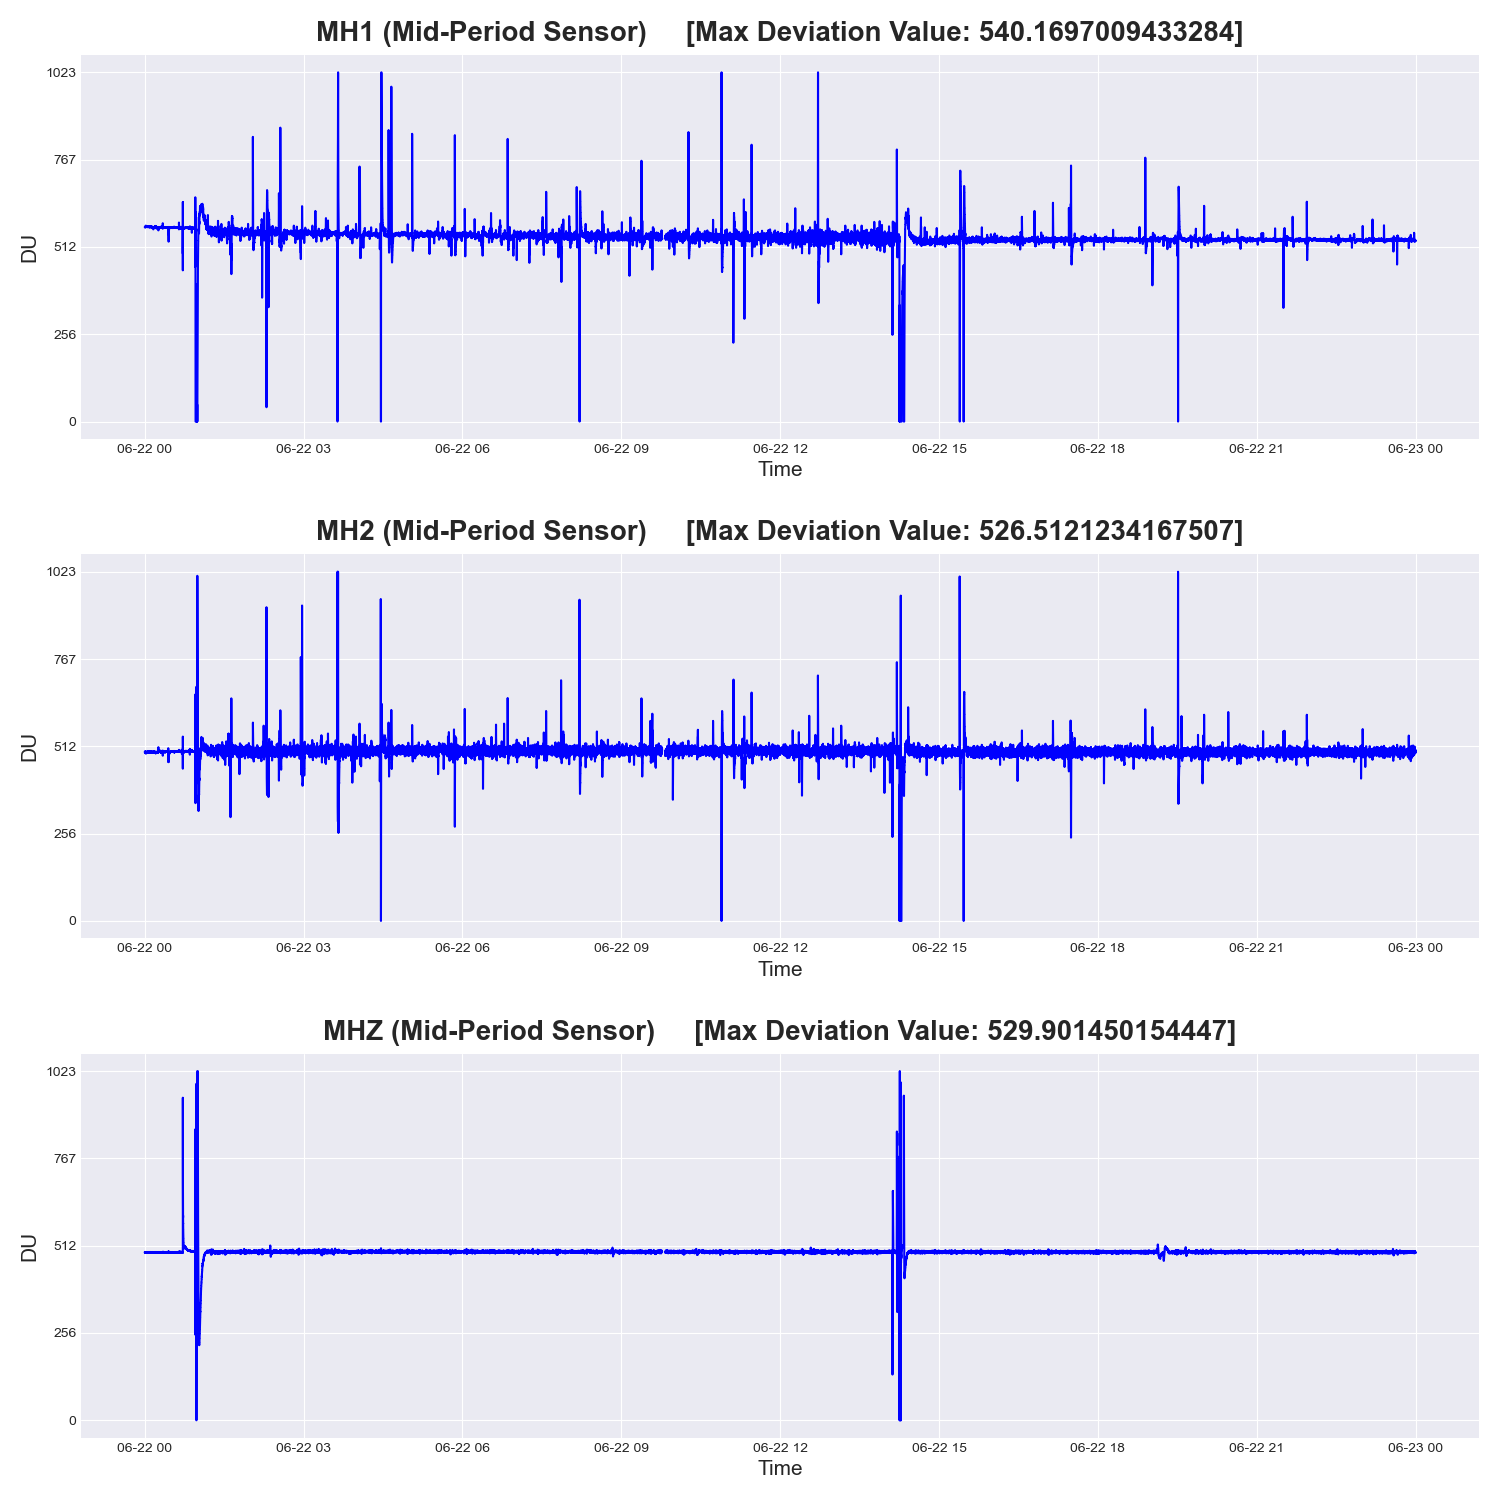 MH1 (Mid-Period Sensor)     [Max Deviation Value: 540.1697009433284]
1023
767
512
256
0
DU
06-22 00 06-22 03 06-22 06 06-22 09 06-22 12 06-22 15 06-22 18 06-22 21 06-23 00
Time
MH2 (Mid-Period Sensor)     [Max Deviation Value: 526.5121234167507]
1023
767
512
256
0
DU
06-22 00 06-22 03 06-22 06 06-22 09 06-22 12 06-22 15 06-22 18 06-22 21 06-23 00
Time
MHZ (Mid-Period Sensor)     [Max Deviation Value: 529.901450154447]
1023
767
512
256
0
DU
06-22 00 06-22 03 06-22 06 06-22 09 06-22 12 06-22 15 06-22 18 06-22 21 06-23 00
Time